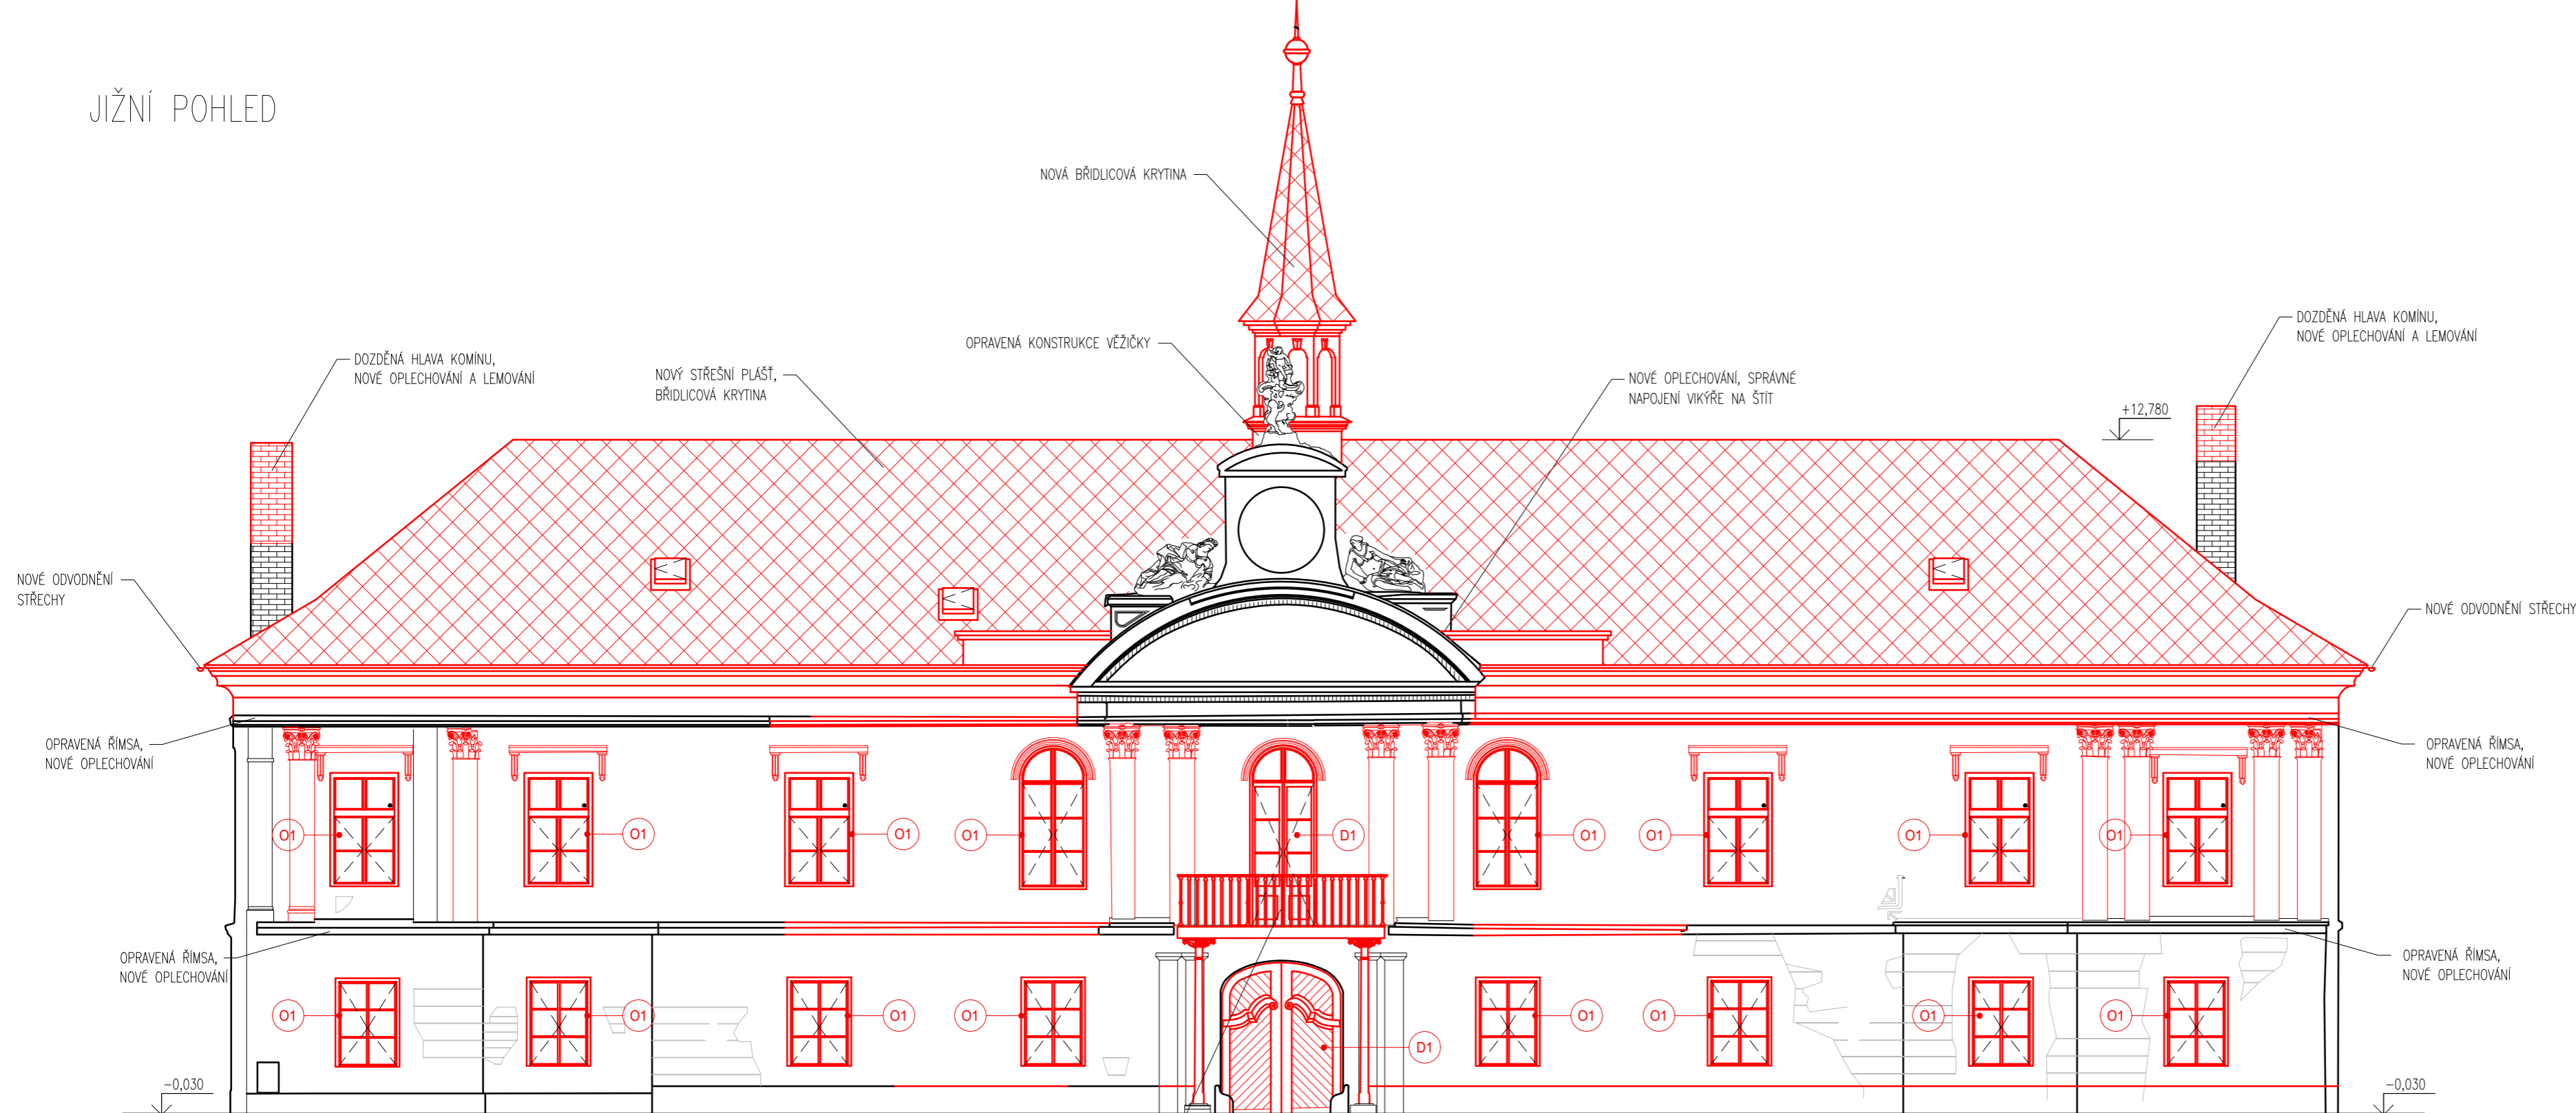 JIŽNÍ POHLED
NOVÁ BŘIDLICOVÁ KRYTINA
DOZDĚNÁ HLAVA KOMÍNU,
NOVÉ OPLECHOVÁNÍ A LEMOVÁNÍ
OPRAVENÁ KONSTRUKCE VĚŽIČKY
DOZDĚNÁ HLAVA KOMÍNU,
NOVÉ OPLECHOVÁNÍ A LEMOVÁNÍ
NOVÝ STŘEŠNÍ PLÁŠŤ,
BŘIDLICOVÁ KRYTINA
NOVÉ OPLECHOVÁNÍ, SPRÁVNÉ
NAPOJENÍ VIKÝŘE NA ŠTÍT
+12,780
NOVÉ ODVODNĚNÍ
STŘECHY
NOVÉ ODVODNĚNÍ STŘECHY
OPRAVENÁ ŘÍMSA,
NOVÉ OPLECHOVÁNÍ
OPRAVENÁ ŘÍMSA,
NOVÉ OPLECHOVÁNÍ
O1
O1
O1
O1
D1
O1
O1
O1
O1
OPRAVENÁ ŘÍMSA,
NOVÉ OPLECHOVÁNÍ
OPRAVENÁ ŘÍMSA,
NOVÉ OPLECHOVÁNÍ
O1
O1
O1
O1
O1
O1
O1
O1
D1
-0,030
-0,030